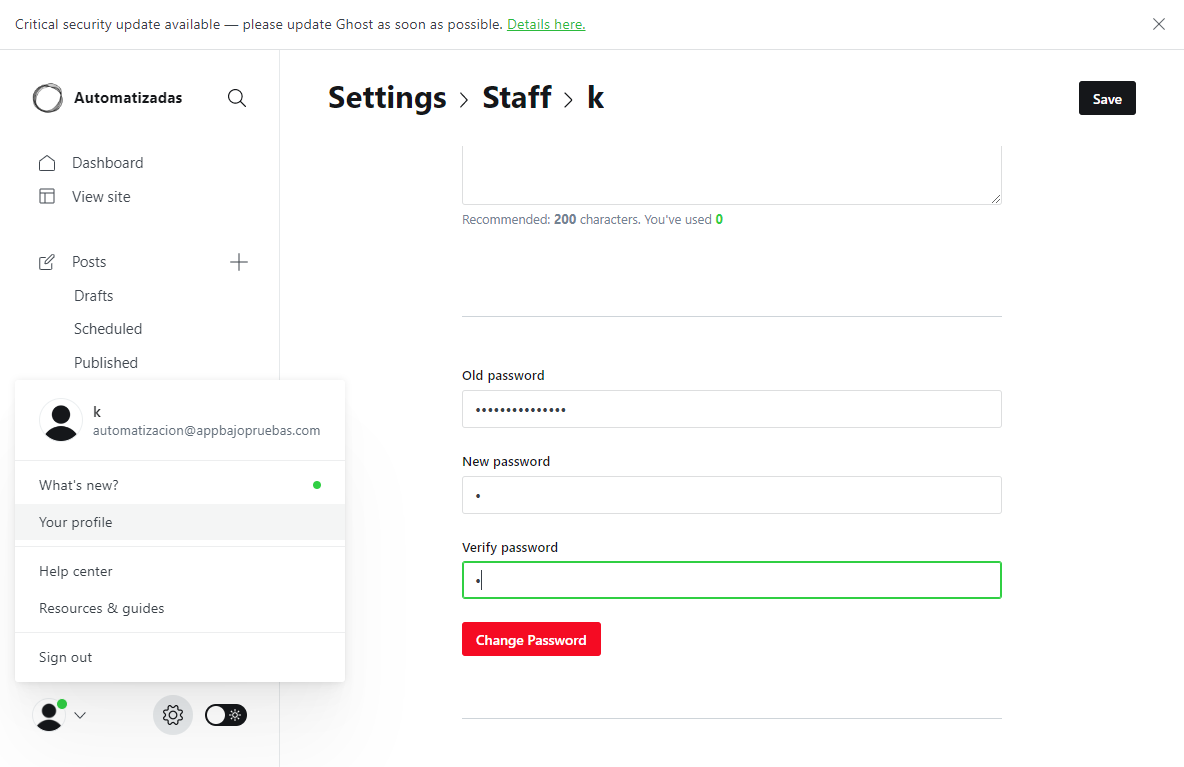 Critical security update available — please update Ghost as soon as possible. Details here.
Automatizadas
Settings > Staff > k
Save
Dashboard
View site
Recommended: 200 characters. You've used 0
Posts
Drafts
Scheduled
Published
k
automatizacion@appbajopruebas.com
What's new?
Your profile
Help center
Resources & guides
Sign out
Old password
•••••••••••••••
New password
•
Verify password
•
Change Password